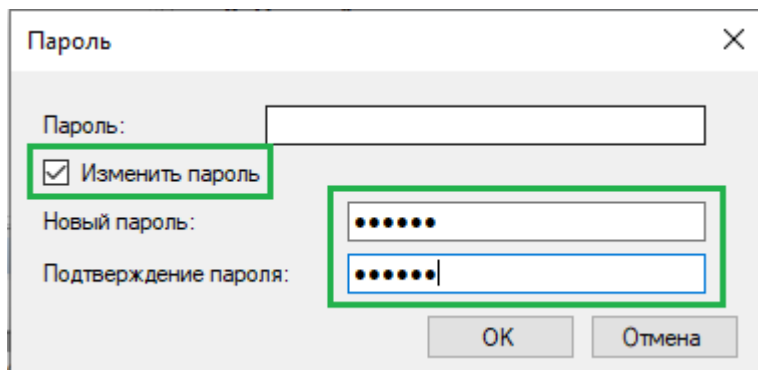 Пароль
Пароль:
Изменить пароль
Новый пароль: ●●●●●●
Подтверждение пароля: ●●●●●●
OK Отмена